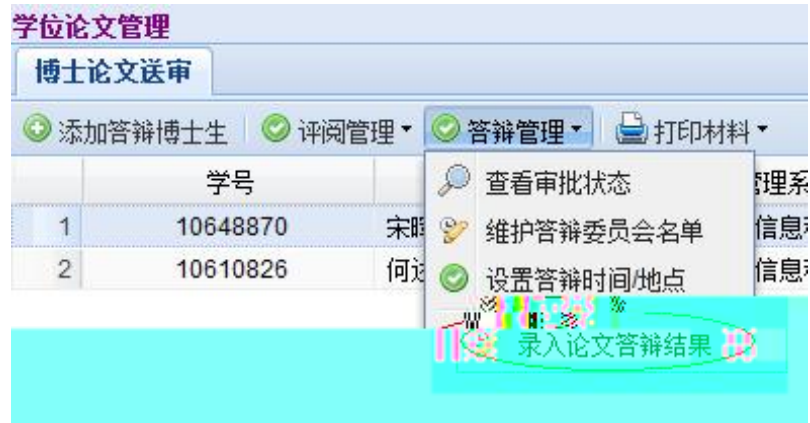 学位论文管理
博士论文送审
添加答辩博士生 评阅管理 答辩管理 打印材料
学号 管理系
1 10648870 宋 信息
2 10610826 何 信息
查看审批状态
维护答辩委员会名单
设置答辩时间/地点
录入论文答辩结果